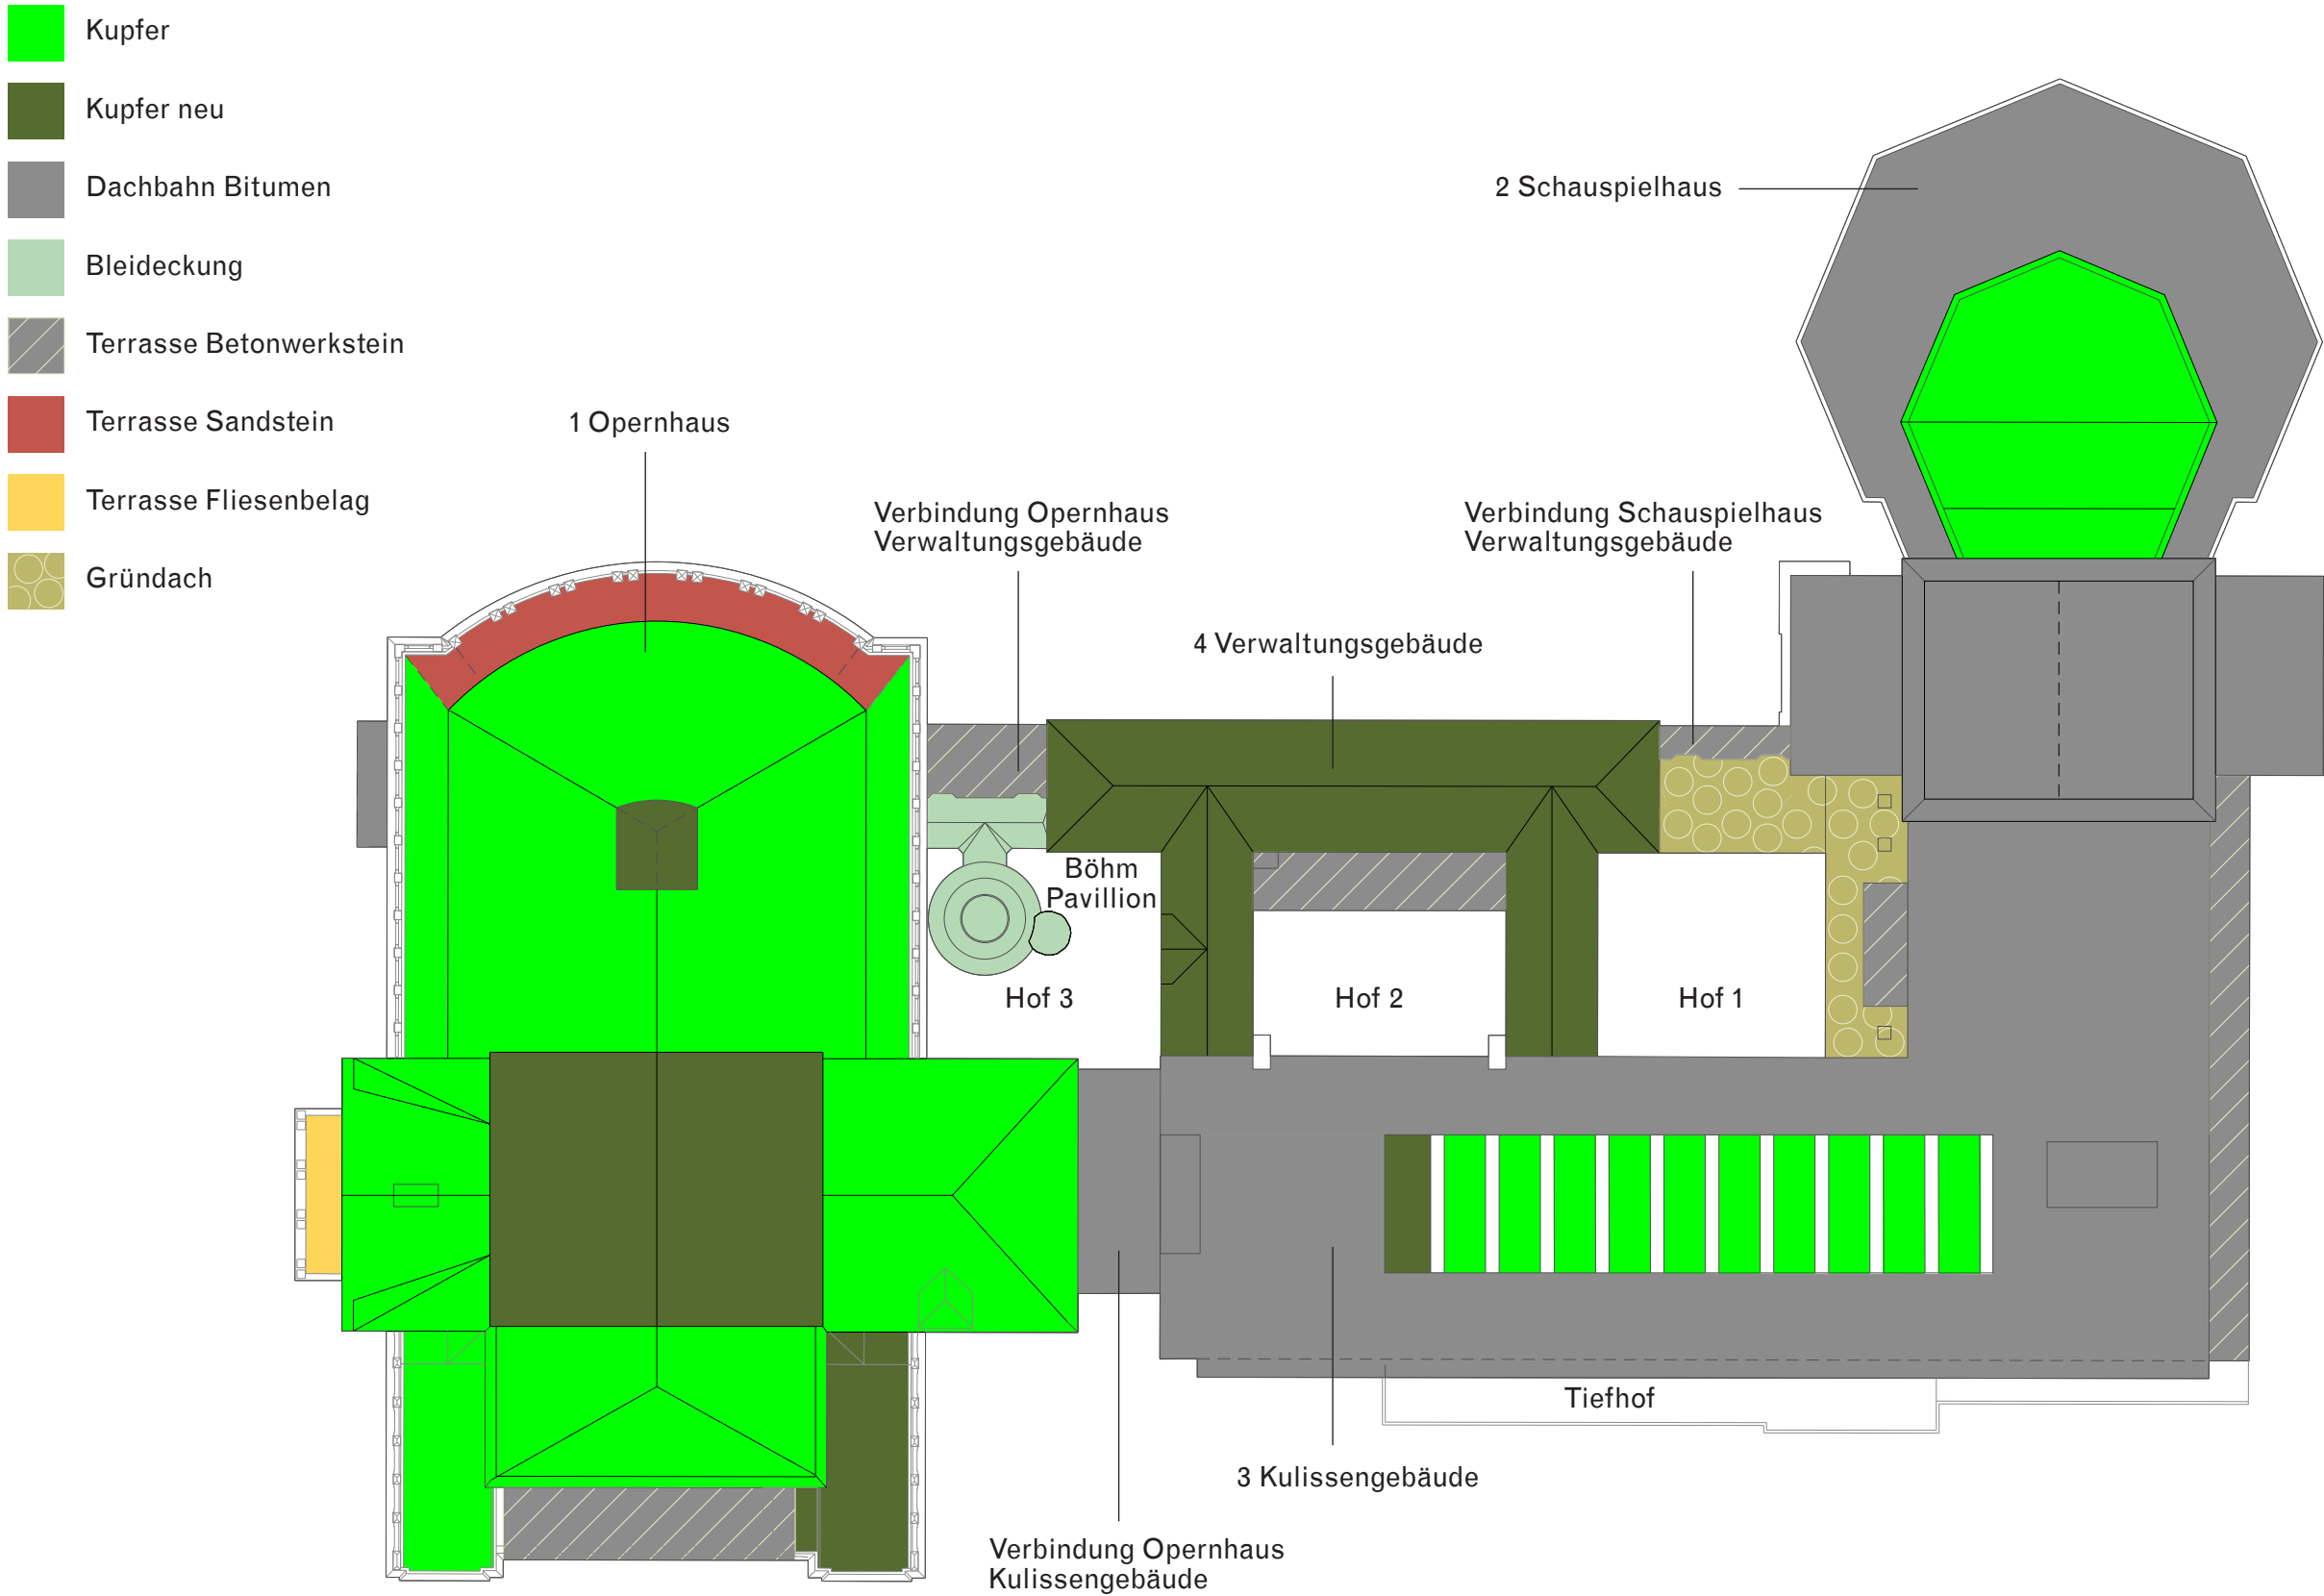 Kupfer
Kupfer neu
Dachbahn Bitumen
Bleideckung
Terrasse Betonwerkstein
Terrasse Sandstein
Terrasse Fliesenbelag
Gründach
2 Schauspielhaus
1 Opernhaus
Verbindung Opernhaus
Verwaltungsgebäude
Verbindung Schauspielhaus
Verwaltungsgebäude
4 Verwaltungsgebäude
Böhm
Pavillion
Hof 3
Hof 2
Hof 1
Tiefhof
3 Kulissengebäude
Verbindung Opernhaus
Kulissengebäude